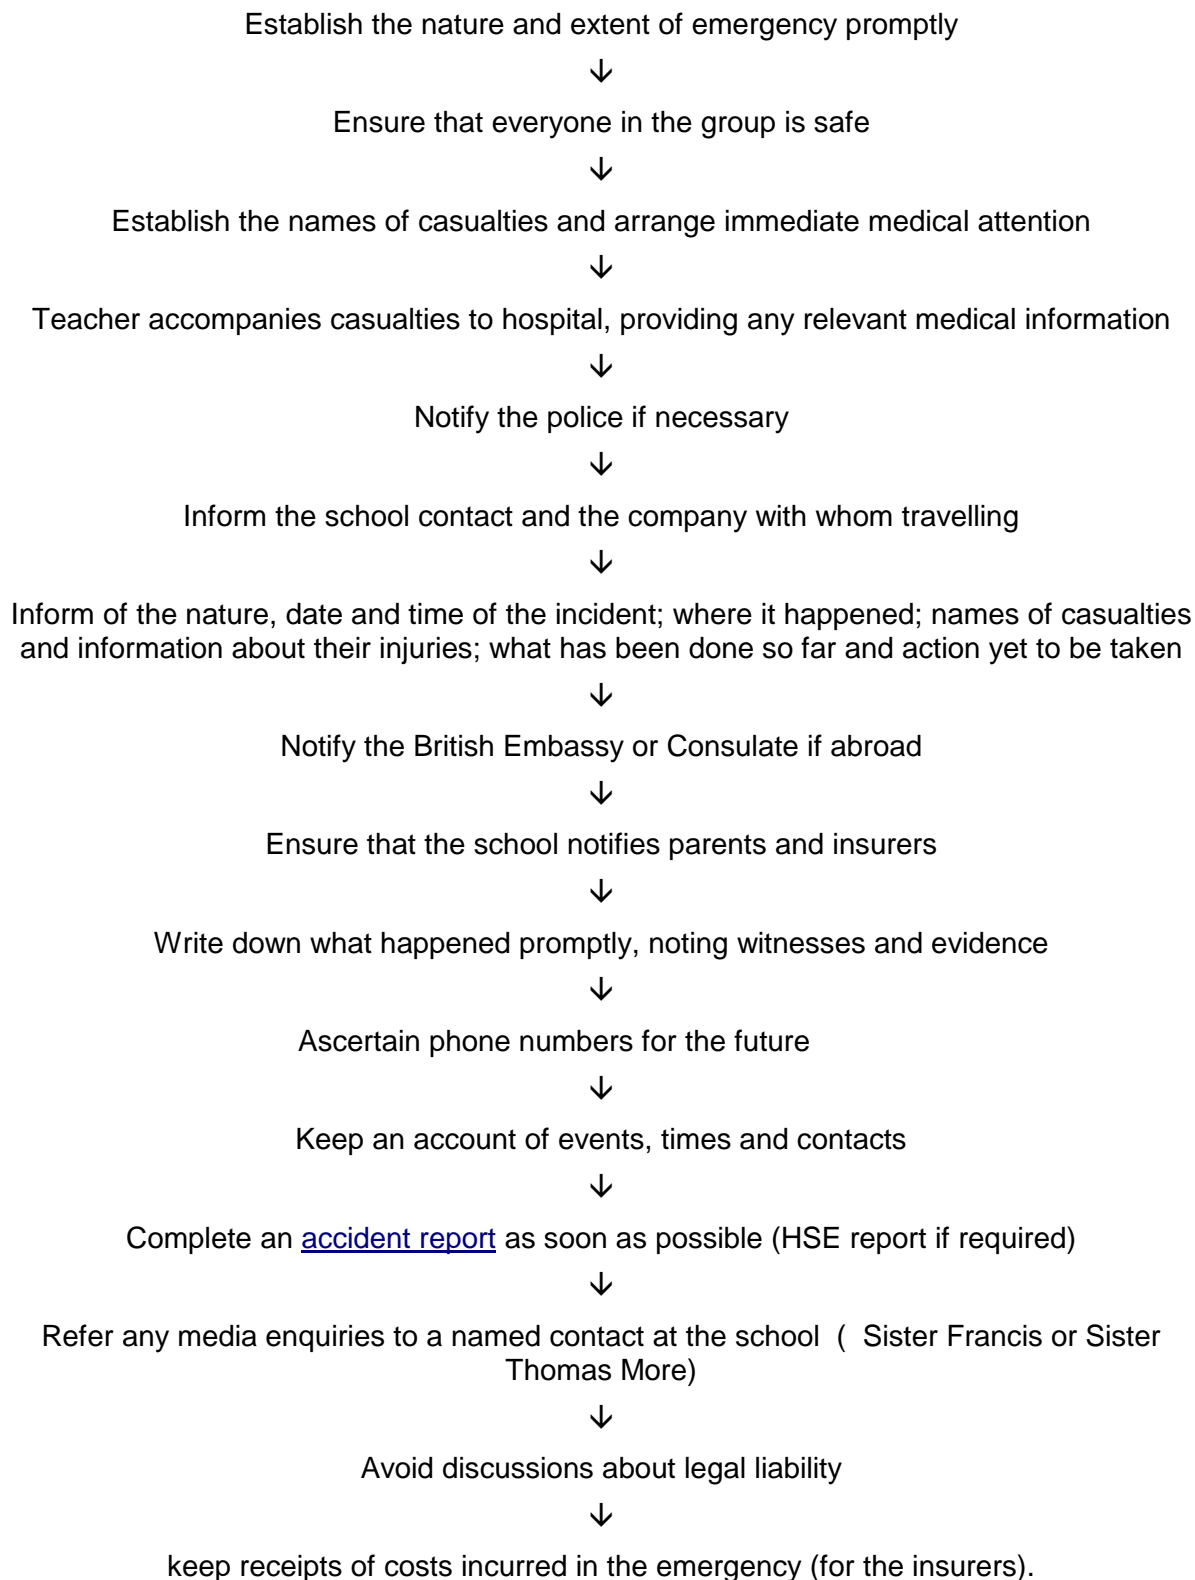 Establish the nature and extent of emergency promptly
↓
Ensure that everyone in the group is safe
↓
Establish the names of casualties and arrange immediate medical attention
↓
Teacher accompanies casualties to hospital, providing any relevant medical information
↓
Notify the police if necessary
↓
Inform the school contact and the company with whom travelling
↓
Inform of the nature, date and time of the incident; where it happened; names of casualties
and information about their injuries; what has been done so far and action yet to be taken
↓
Notify the British Embassy or Consulate if abroad
↓
Ensure that the school notifies parents and insurers
↓
Write down what happened promptly, noting witnesses and evidence
↓
Ascertain phone numbers for the future
↓
Keep an account of events, times and contacts
↓
Complete an accident report as soon as possible (HSE report if required)
↓
Refer any media enquiries to a named contact at the school ( Sister Francis or Sister
Thomas More)
↓
Avoid discussions about legal liability
↓
keep receipts of costs incurred in the emergency (for the insurers).